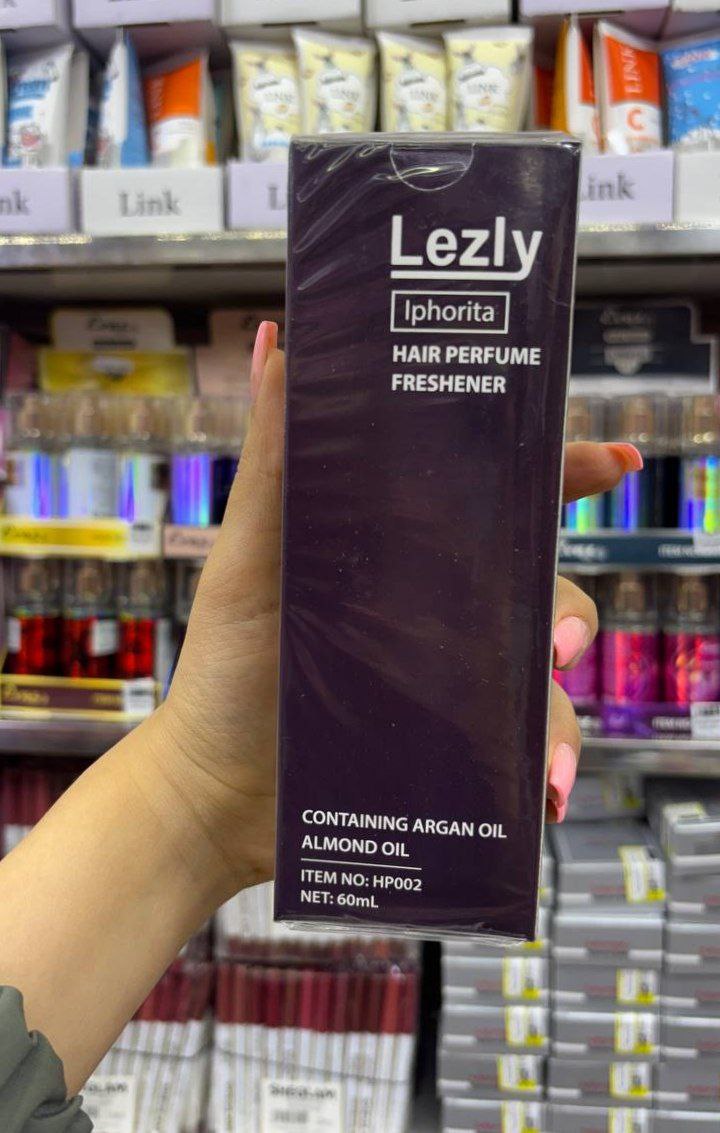 Link
Link
Lezly
Iphorita
HAIR PERFUME
FRESHENER
CONTAINING ARGAN OIL
ALMOND OIL
ITEM NO: HP002
NET: 60mL